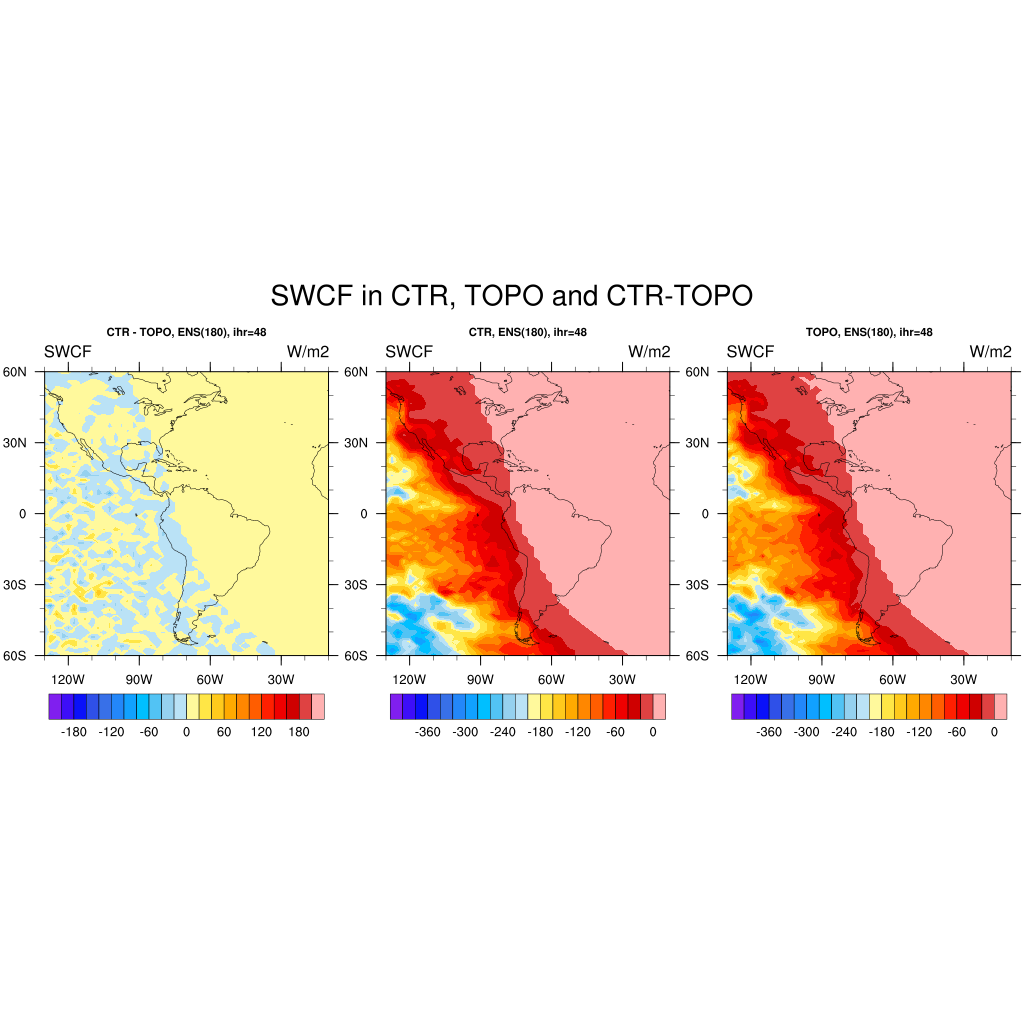 SWCF in CTR, TOPO and CTR-TOPO
CTR - TOPO, ENS(180), ihr=48
SWCF W/m2
60N
30N
0
30S
60S
120W 90W 60W 30W
-180 -120 -60 0 60 120 180
CTR, ENS(180), ihr=48
SWCF W/m2
60N
30N
0
30S
60S
120W 90W 60W 30W
-360 -300 -240 -180 -120 -60 0
TOPO, ENS(180), ihr=48
SWCF W/m2
60N
30N
0
30S
60S
120W 90W 60W 30W
-360 -300 -240 -180 -120 -60 0